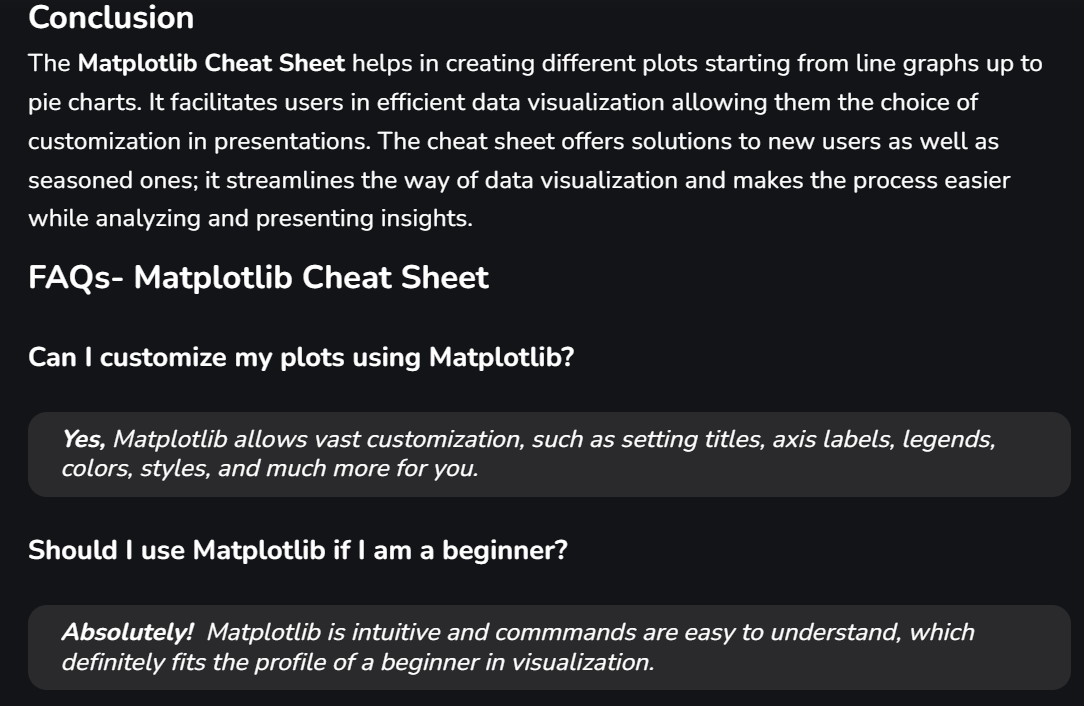 Conclusion
The Matplotlib Cheat Sheet helps in creating different plots starting from line graphs up to
pie charts. It facilitates users in efficient data visualization allowing them the choice of
customization in presentations. The cheat sheet offers solutions to new users as well as
seasoned ones; it streamlines the way of data visualization and makes the process easier
while analyzing and presenting insights.
FAQs- Matplotlib Cheat Sheet
Can I customize my plots using Matplotlib?
Yes, Matplotlib allows vast customization, such as setting titles, axis labels, legends,
colors, styles, and much more for you.
Should I use Matplotlib if I am a beginner?
Absolutely! Matplotlib is intuitive and commmands are easy to understand, which
definitely fits the profile of a beginner in visualization.